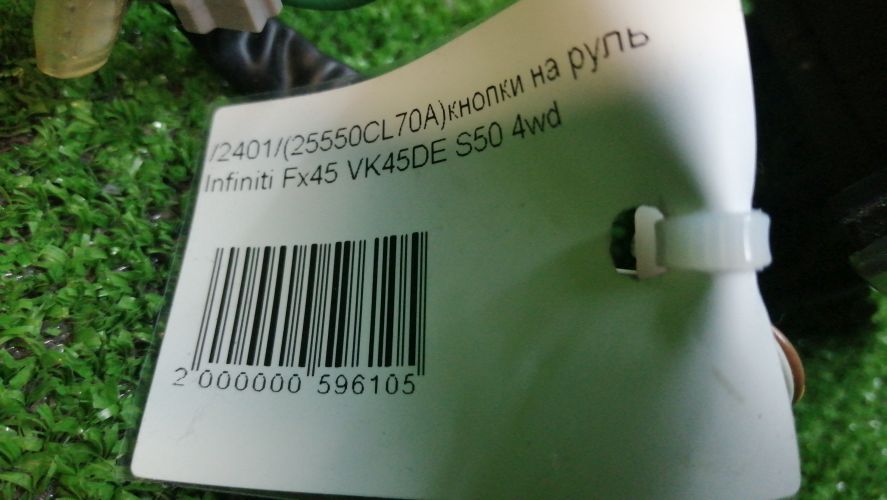 /2401/(25550CL70A)кнопки на руль
Infiniti Fx45 VK45DE S50 4wd
2 000000 596105